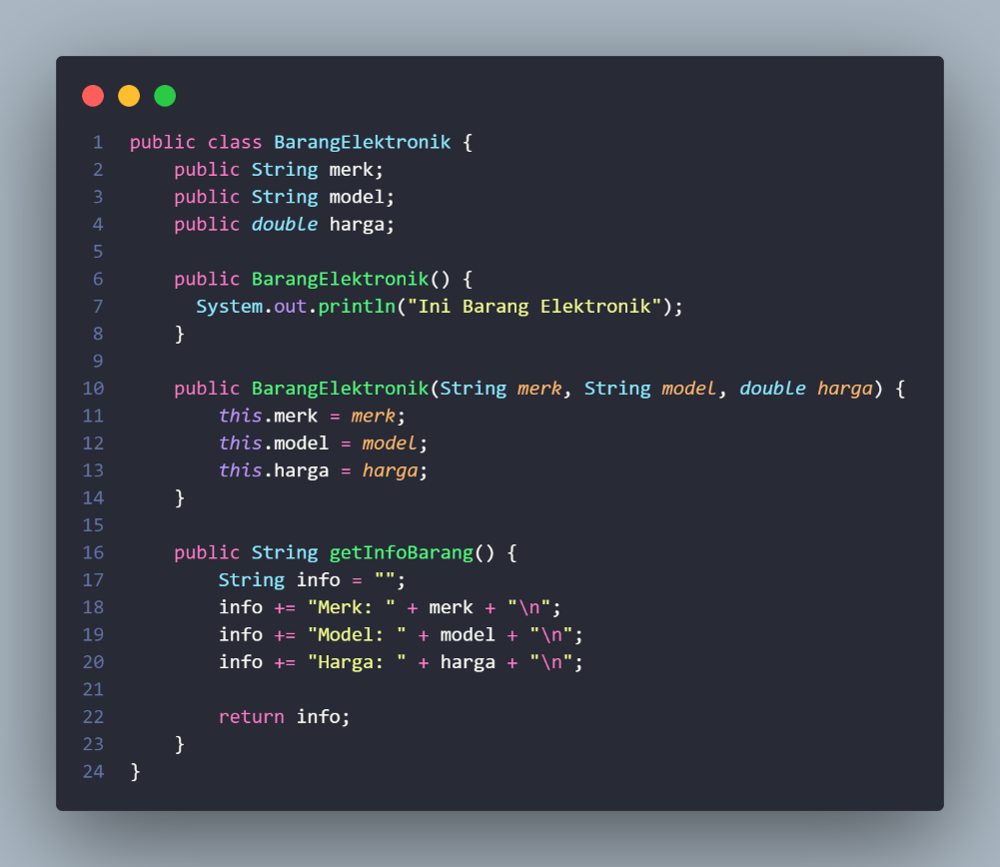 1 public class BarangElektronik {
2     public String merk;
3     public String model;
4     public double harga;
5
6     public BarangElektronik() {
7       System.out.println("Ini Barang Elektronik");
8     }
9
10     public BarangElektronik(String merk, String model, double harga) {
11         this.merk = merk;
12         this.model = model;
13         this.harga = harga;
14     }
15
16     public String getInfoBarang() {
17         String info = "";
18         info += "Merk: " + merk + "\n";
19         info += "Model: " + model + "\n";
20         info += "Harga: " + harga + "\n";
21
22         return info;
23     }
24 }